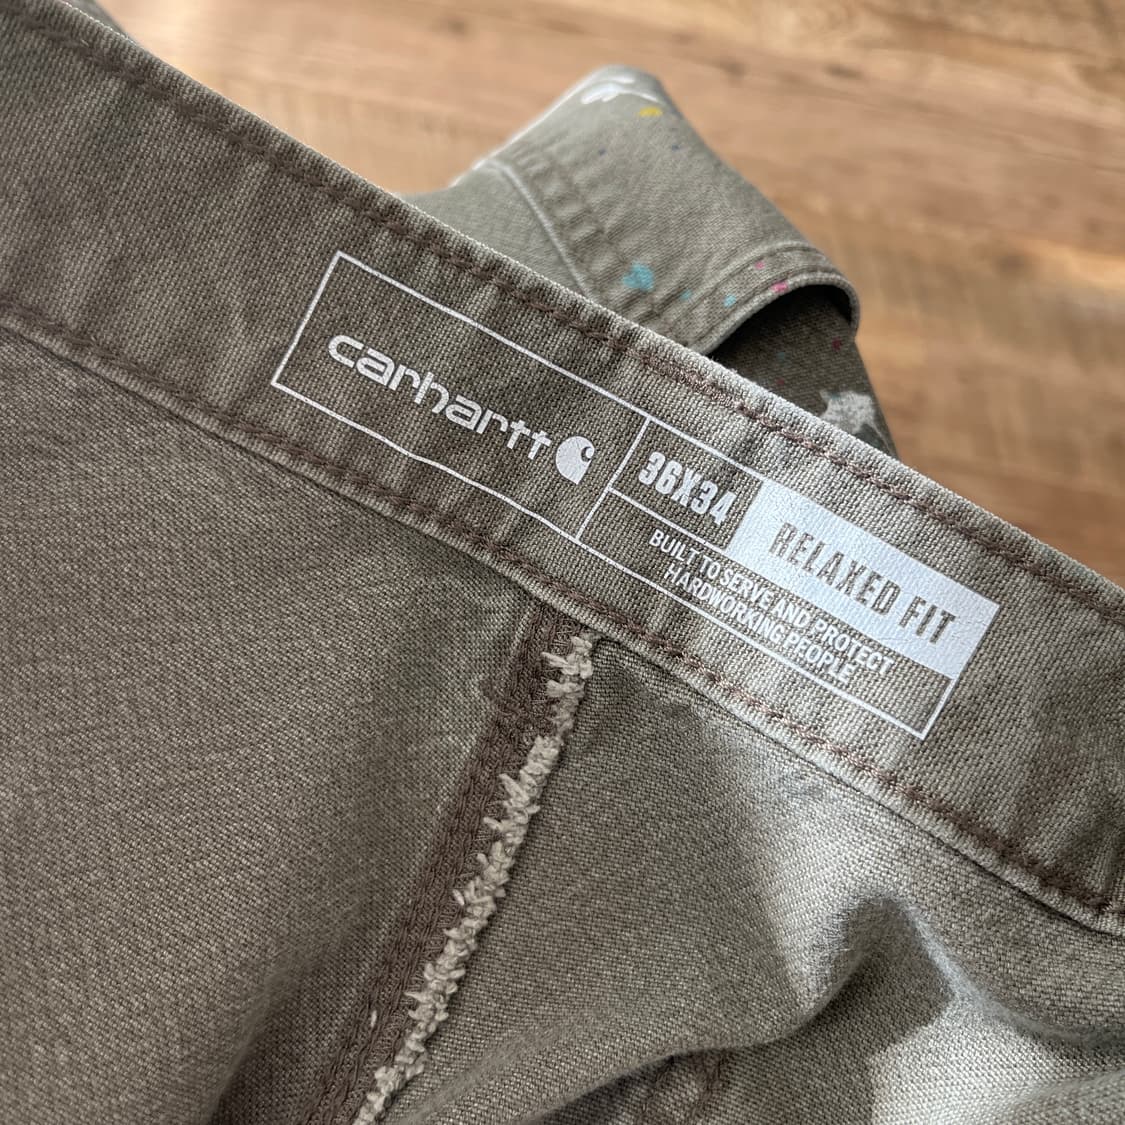 carhartt
36X34
RELAXED FIT
BUILT TO SERVE AND PROTECT
HARDWORKING PEOPLE